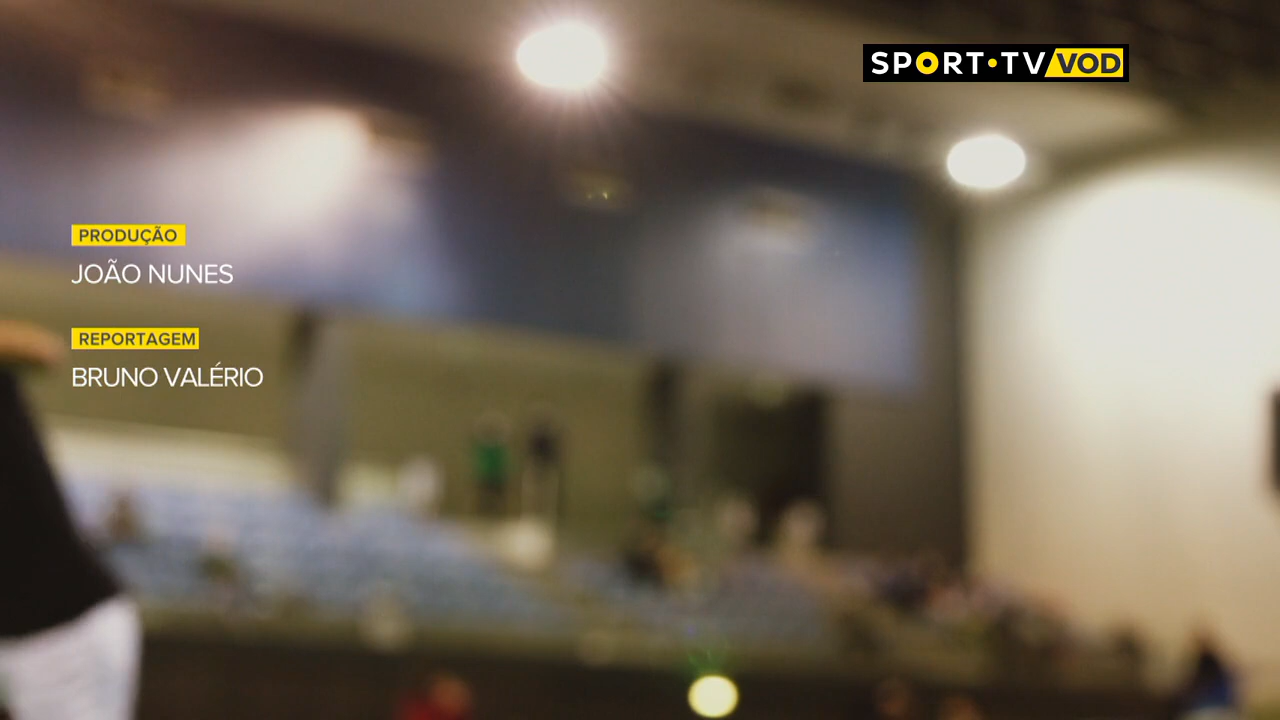 SPORT•TV VOD
PRODUÇÃO
JOÃO NUNES
REPORTAGEM
BRUNO VALÉRIO